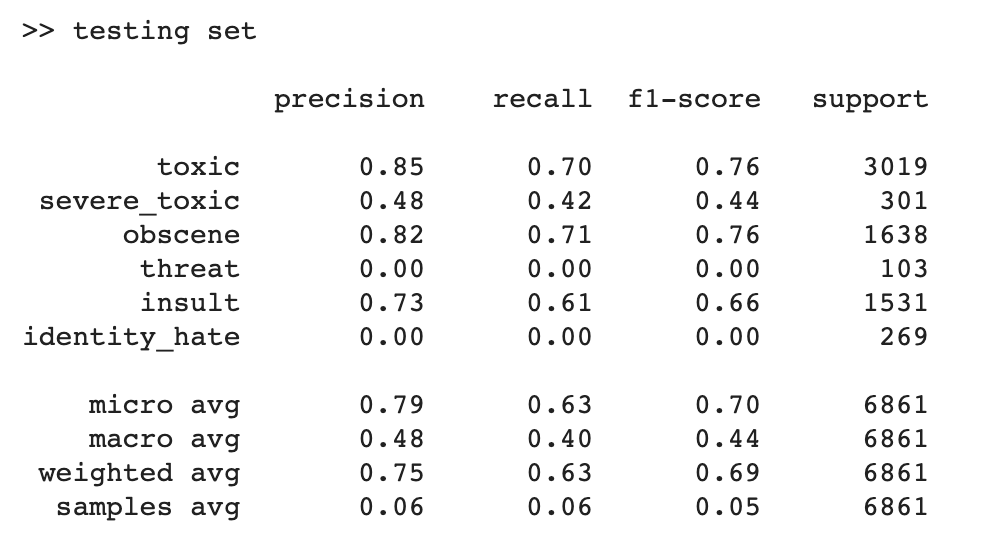 >> testing set
precision recall f1-score support
toxic 0.85 0.70 0.76 3019
severe_toxic 0.48 0.42 0.44 301
obscene 0.82 0.71 0.76 1638
threat 0.00 0.00 0.00 103
insult 0.73 0.61 0.66 1531
identity_hate 0.00 0.00 0.00 269
micro avg 0.79 0.63 0.70 6861
macro avg 0.48 0.40 0.44 6861
weighted avg 0.75 0.63 0.69 6861
samples avg 0.06 0.06 0.05 6861